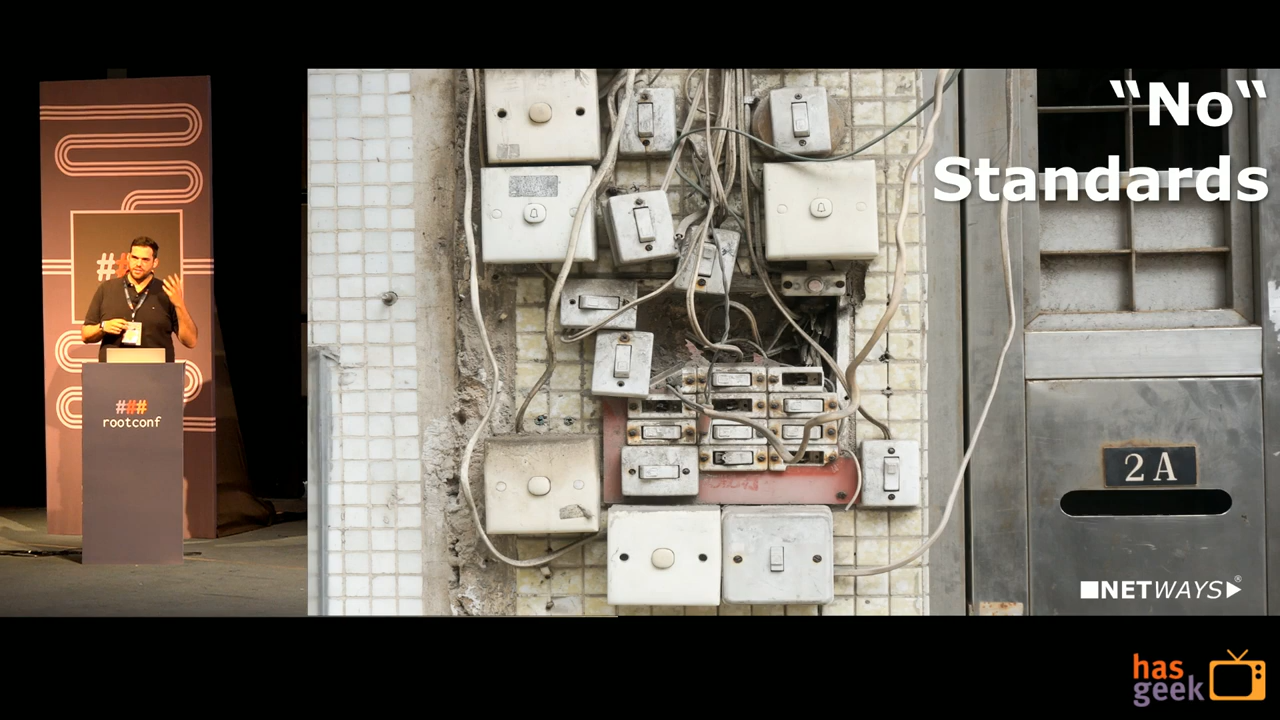 “No“
Standards
###
rootconf
2A
NETWAYS®
has
geek